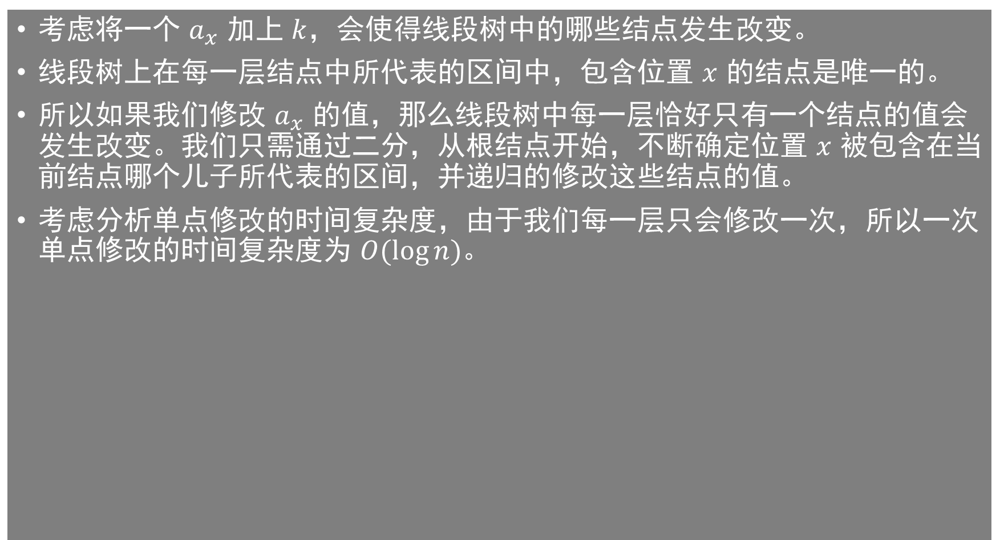 • 考虑将一个 aₓ 加上 k，会使得线段树中的哪些结点发生改变。
• 线段树上在每一层结点中所代表的区间中，包含位置 x 的结点是唯一的。
• 所以如果我们修改 aₓ 的值，那么线段树中每一层恰好只有一个结点的值会
发生改变。我们只需通过二分，从根结点开始，不断确定位置 x 被包含在当
前结点哪个儿子所代表的区间，并递归的修改这些结点的值。
• 考虑分析单点修改的时间复杂度，由于我们每一层只会修改一次，所以一次
单点修改的时间复杂度为 O(log n)。